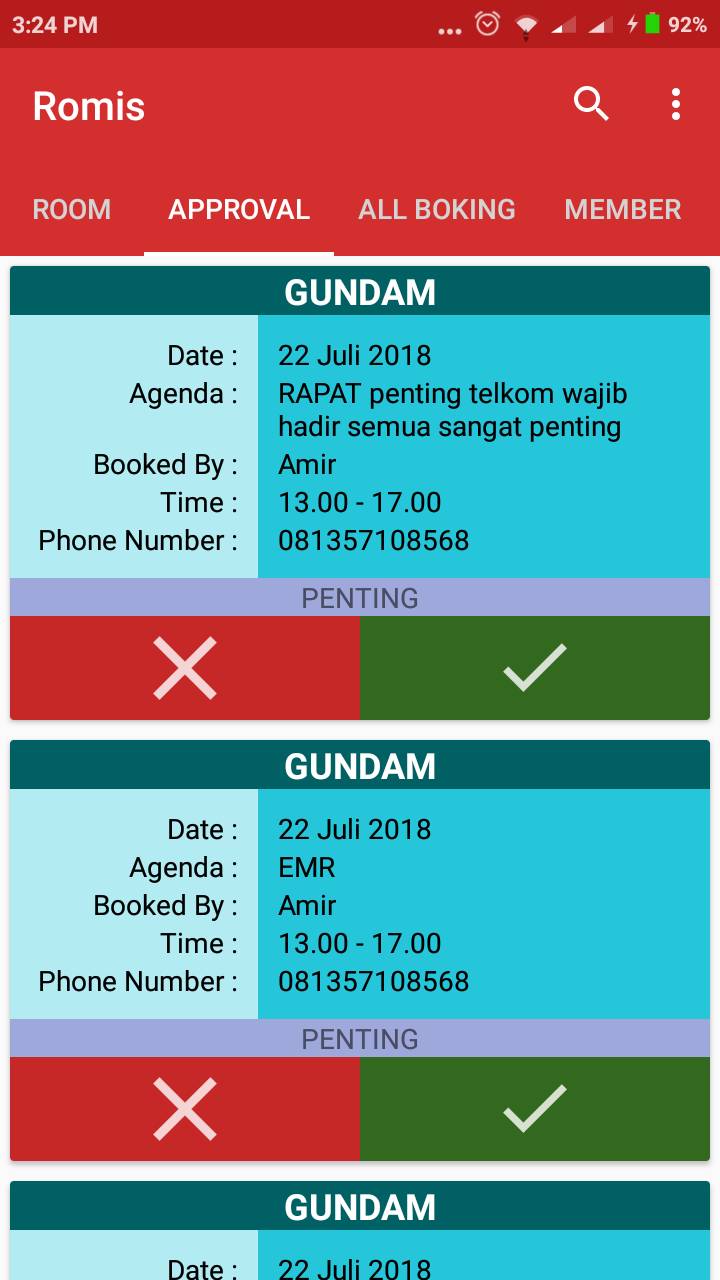 3:24 PM 92%
Romis
ROOM APPROVAL ALL BOKING MEMBER
GUNDAM
Date : 22 Juli 2018
Agenda : RAPAT penting telkom wajib
hadir semua sangat penting
Booked By : Amir
Time : 13.00 - 17.00
Phone Number : 081357108568
PENTING
GUNDAM
Date : 22 Juli 2018
Agenda : EMR
Booked By : Amir
Time : 13.00 - 17.00
Phone Number : 081357108568
PENTING
GUNDAM
Date : 22 Juli 2018